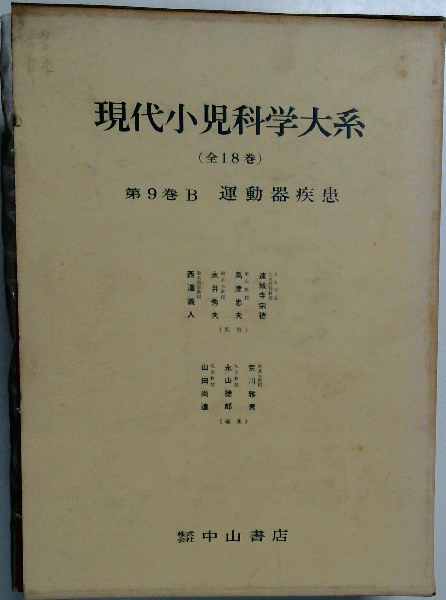 現代小児科学大系
(全18巻)
第9巻B 運動器疾患
遠城寺宗徳
高津忠夫
永井秀夫
西澤義人
(監修)
荒川雅男
永山徳郎
山田尚達
(編集)
株式会社 中山書店